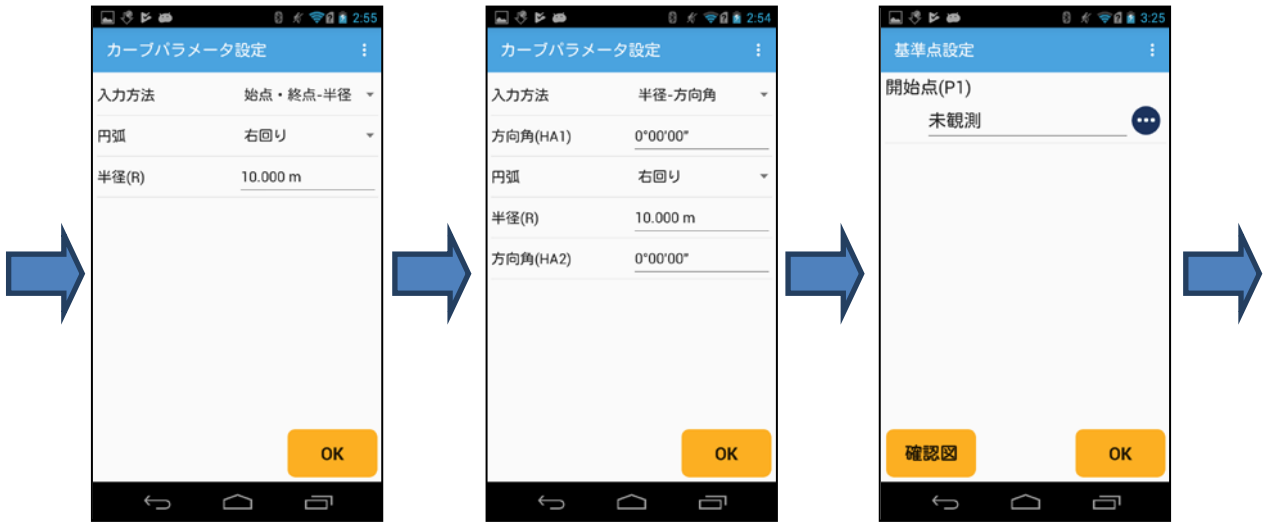 2:55
カーブパラメータ設定
入力方法 始点・終点-半径
円弧 右回り
半径(R) 10.000 m
OK
2:54
カーブパラメータ設定
入力方法 半径-方向角
方向角(HA1) 0°00'00"
円弧 右回り
半径(R) 10.000 m
方向角(HA2) 0°00'00"
OK
3:25
基準点設定
開始点(P1)
未観測
確認図 OK